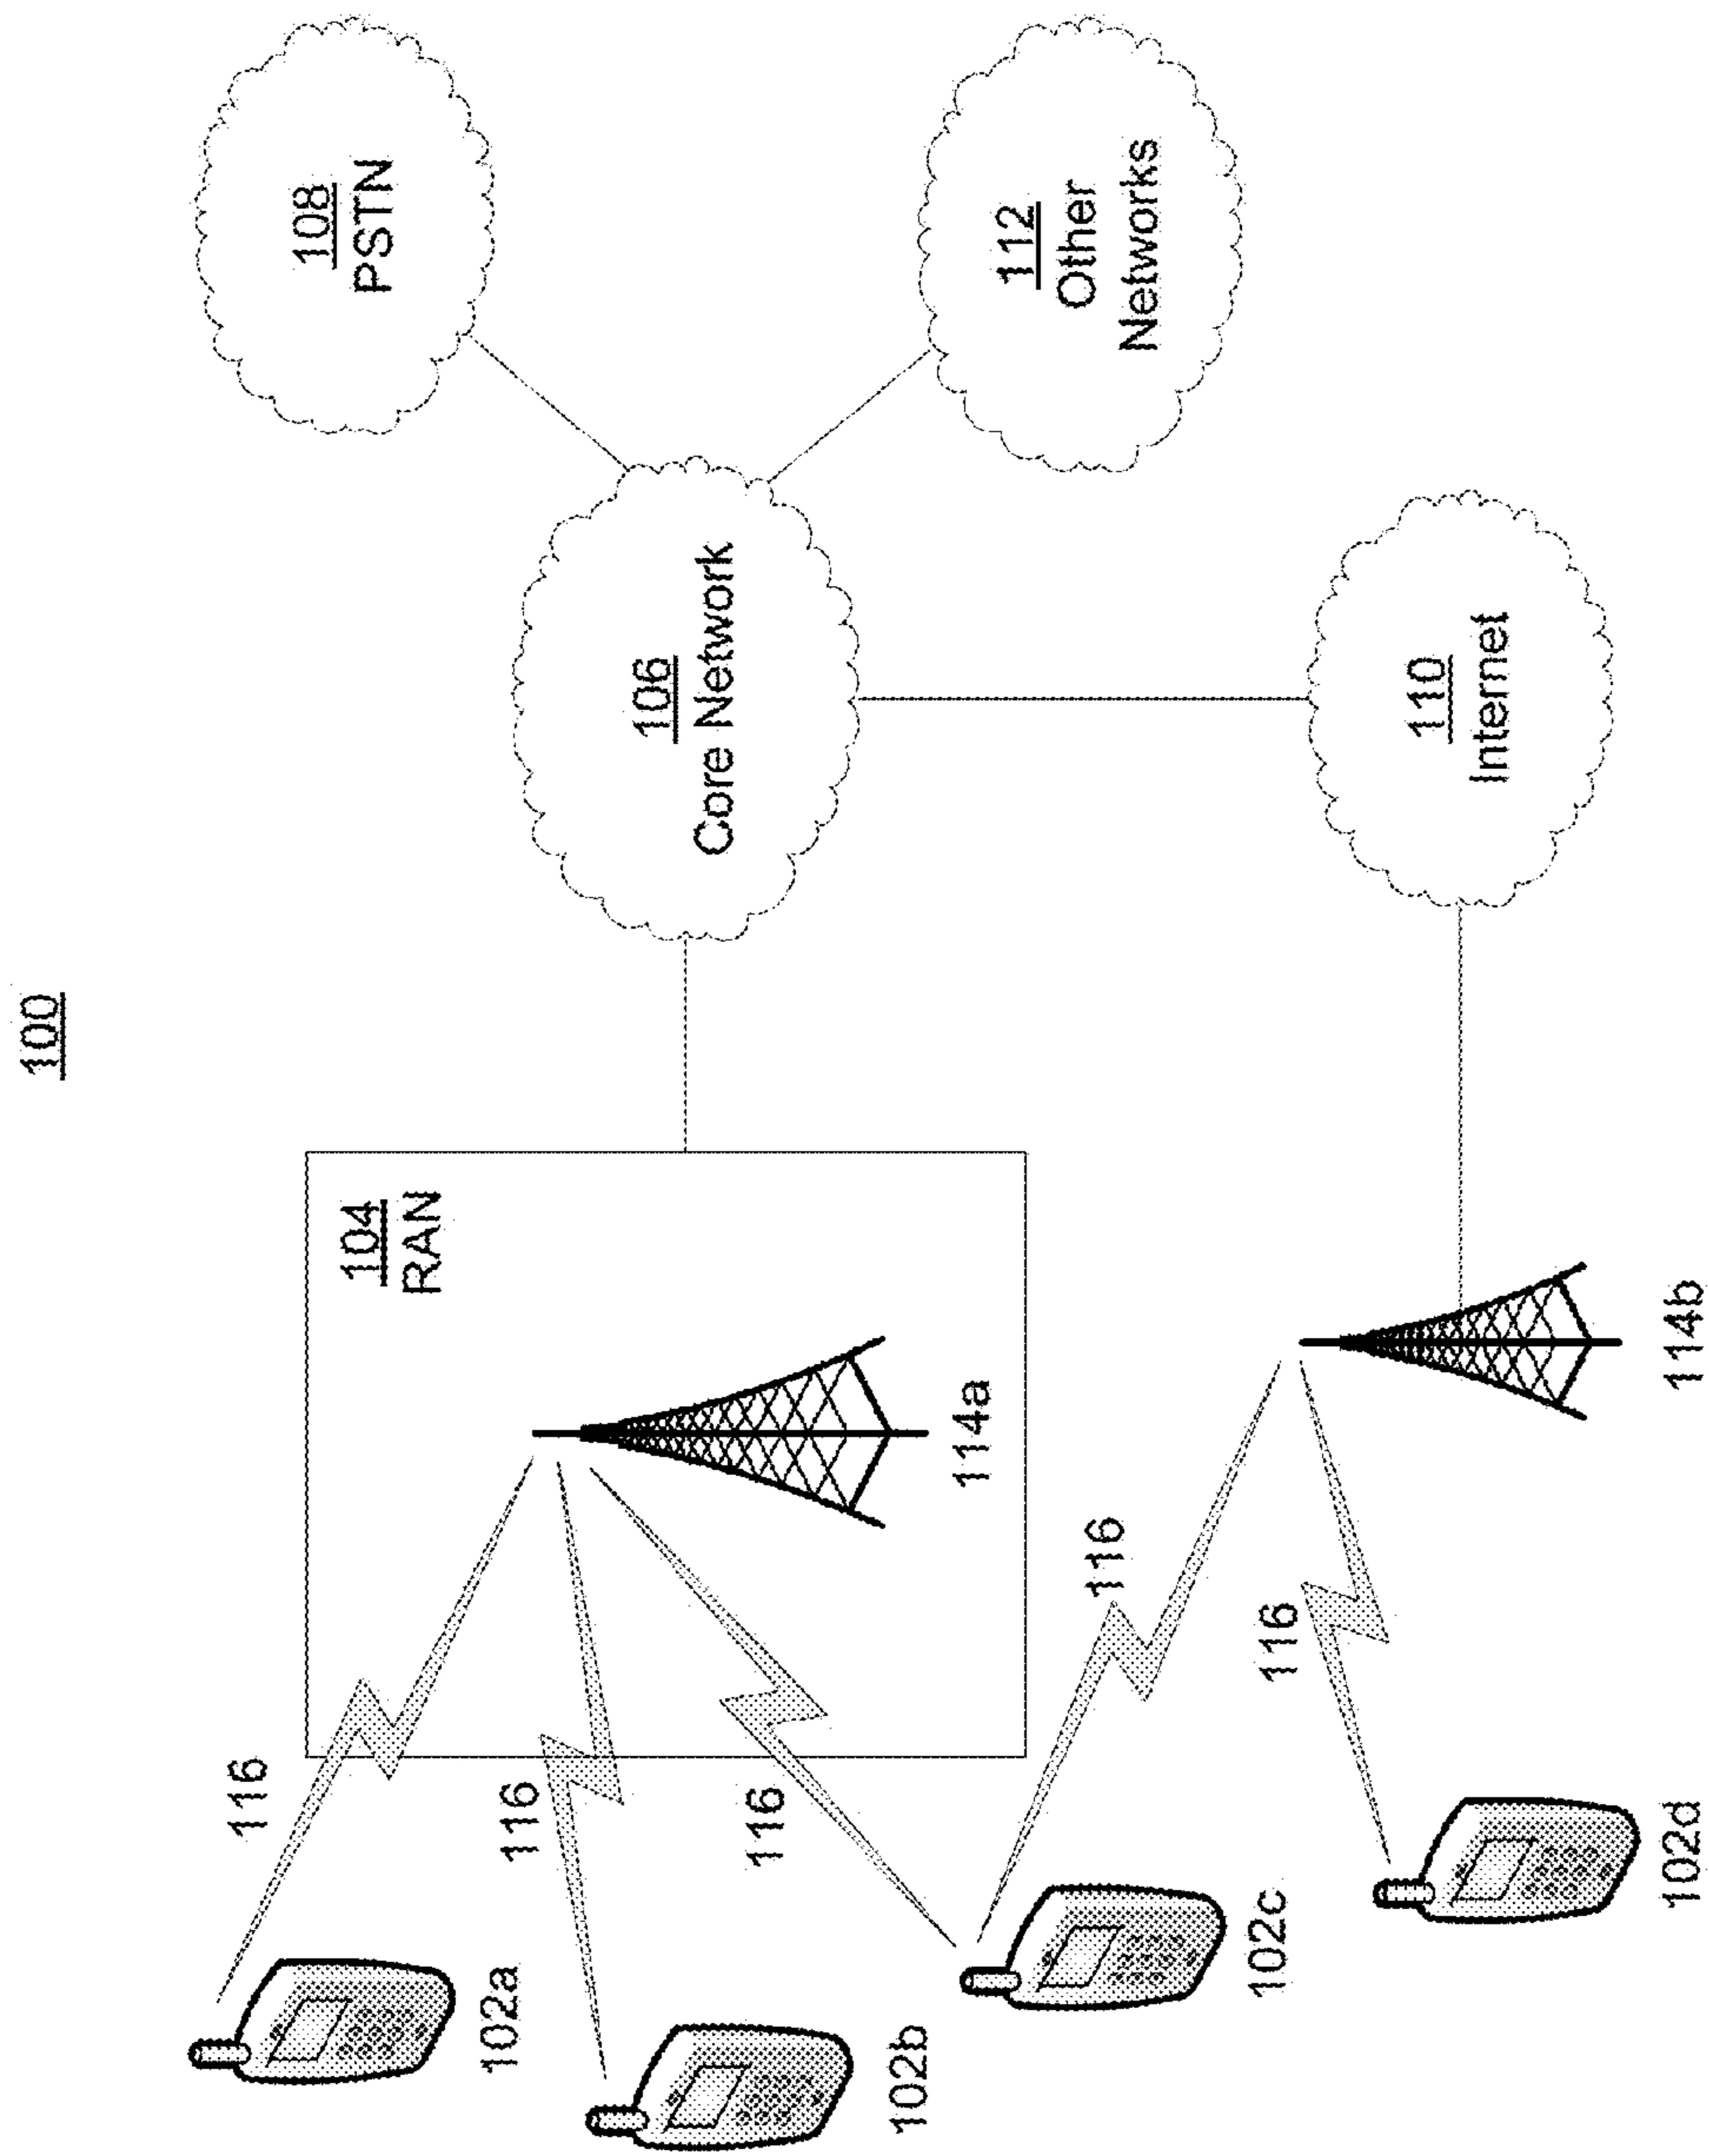 100
108
PSTN
104
RAN
106
Core Network
112
Other
Networks
110
Internet
114a
114b
116
116
116
116
116
102a
102b
102c
102d